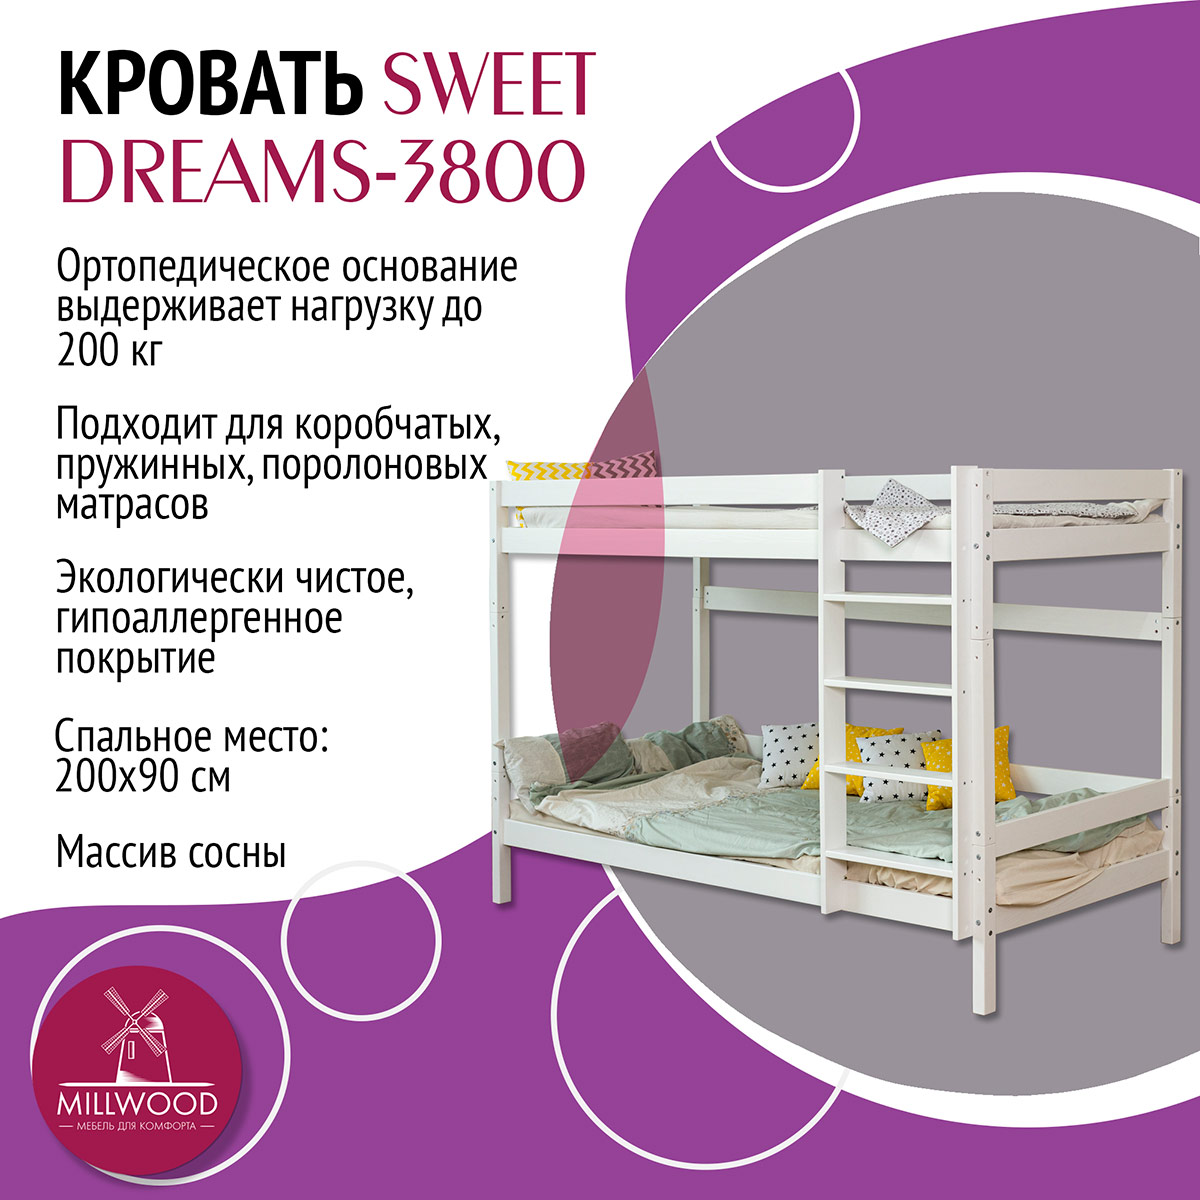 КРОВАТЬ SWEET
DREAMS-3800
Ортопедическое основание
выдерживает нагрузку до
200 кг
Подходит для коробчатых,
пружинных, поролоновых
матрасов
Экологически чистое,
гипоаллергенное
покрытие
Спальное место:
200х90 см
Массив сосны
MILLWOOD
МЕБЕЛЬ ДЛЯ КОМФОРТА